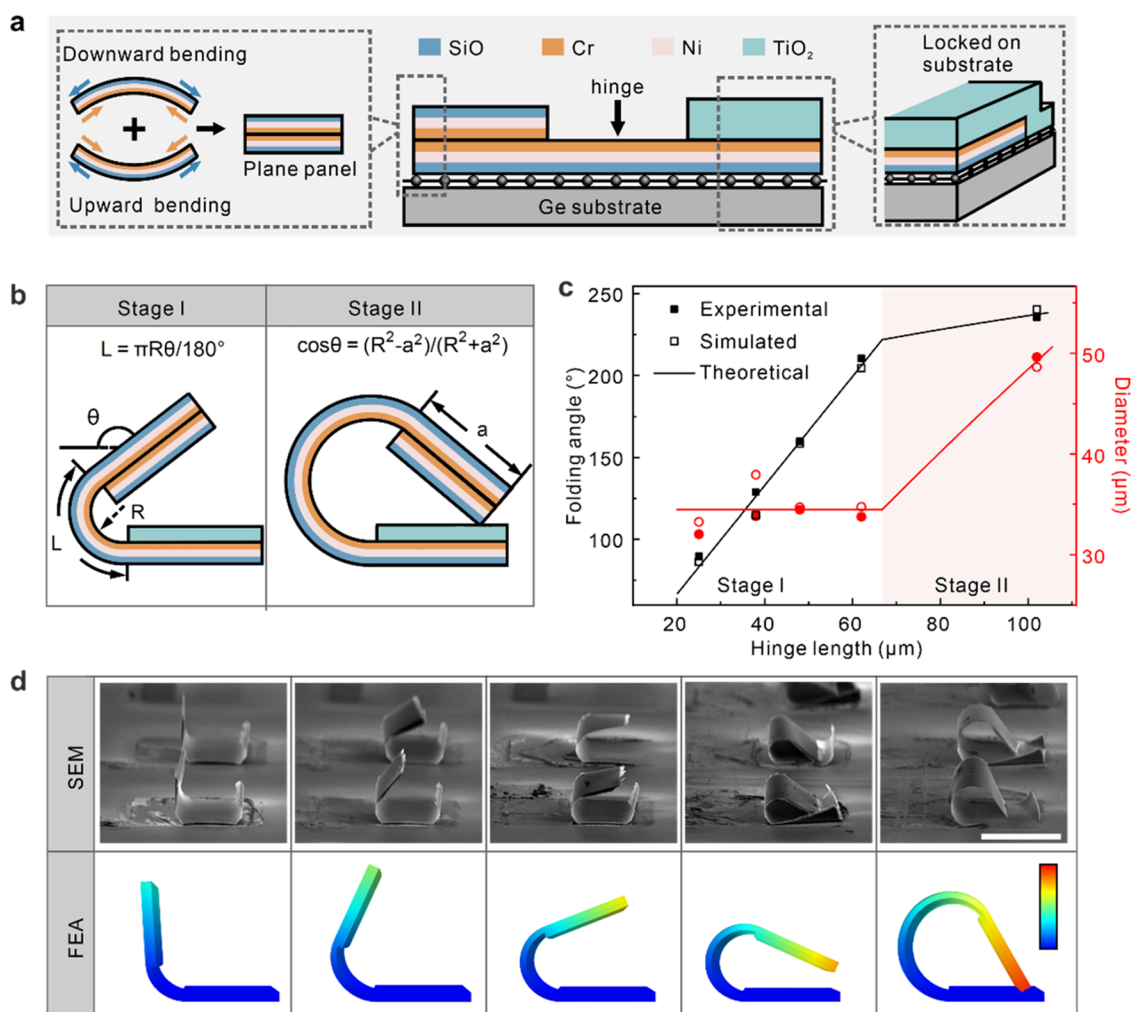 a
Downward bending
+
Upward bending
Plane panel
SiO
Cr
Ni
TiO₂
hinge
Ge substrate
Locked on
substrate
b
Stage I
Stage II
L = πRθ/180°
cosθ = (R²-a²)/(R²+a²)
θ
R
L
a
c
Experimental
Simulated
Theoretical
250
200
150
100
Folding angle (°)
50
40
30
Diameter (μm)
Stage I
Stage II
20
40
60
80
100
Hinge length (μm)
d
SEM
FEA